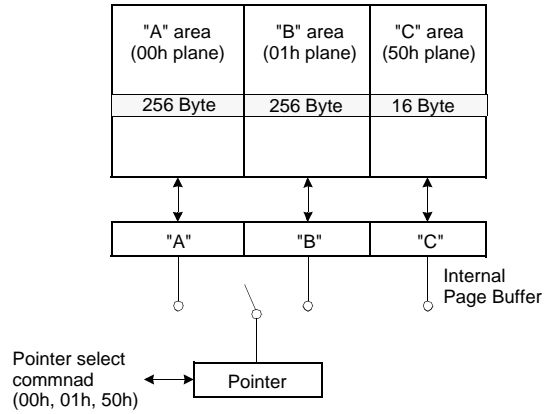 "A" area
(00h plane)
"B" area
(01h plane)
"C" area
(50h plane)
256 Byte
256 Byte
16 Byte
"A"
"B"
"C"
Internal
Page Buffer
Pointer select
commnad
(00h, 01h, 50h)
Pointer